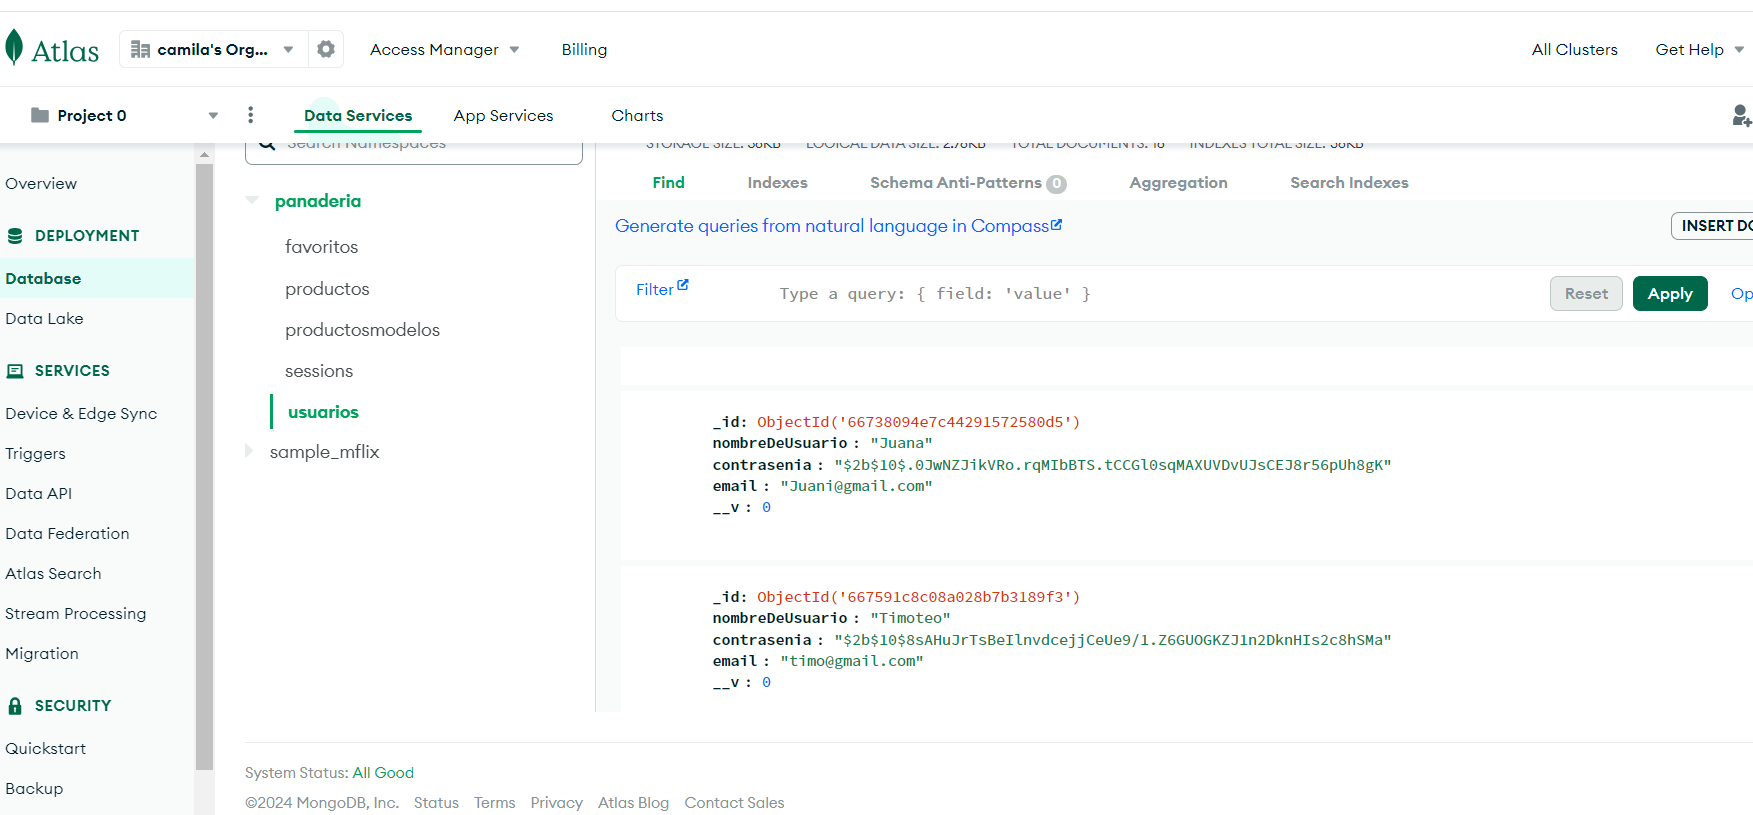 Atlas
camila's Org...
Access Manager
Billing
All Clusters
Get Help
Project 0
Data Services
App Services
Charts
Overview
DEPLOYMENT
Database
Data Lake
SERVICES
Device & Edge Sync
Triggers
Data API
Data Federation
Atlas Search
Stream Processing
Migration
SECURITY
Quickstart
Backup
Search Namespaces
panaderia
favoritos
productos
productosmodelos
sessions
usuarios
sample_mflix
STORAGE SIZE: 36KB LOGICAL DATA SIZE: 2.76KB TOTAL DOCUMENTS: 16 INDEXES TOTAL SIZE: 36KB
Find
Indexes
Schema Anti-Patterns 0
Aggregation
Search Indexes
Generate queries from natural language in Compass
INSERT DO
Filter
Type a query: { field: 'value' }
Reset
Apply
Op
_id: ObjectId('66738094e7c44291572580d5')
nombreDeUsuario : "Juana"
contrasenia : "$2b$10$.0JwNZJikVRo.rqMIbBTS.tCCGl0sqMAXUVDvUJsCEJ8r56pUh8gK"
email : "Juani@gmail.com"
__v : 0
_id: ObjectId('667591c8c08a028b7b3189f3')
nombreDeUsuario : "Timoteo"
contrasenia : "$2b$10$8sAHuJrTsBeIlnvdcejjCeUe9/1.Z6GUOGKZJ1n2DknHIs2c8hSMa"
email : "timo@gmail.com"
__v : 0
System Status: All Good
©2024 MongoDB, Inc. Status Terms Privacy Atlas Blog Contact Sales